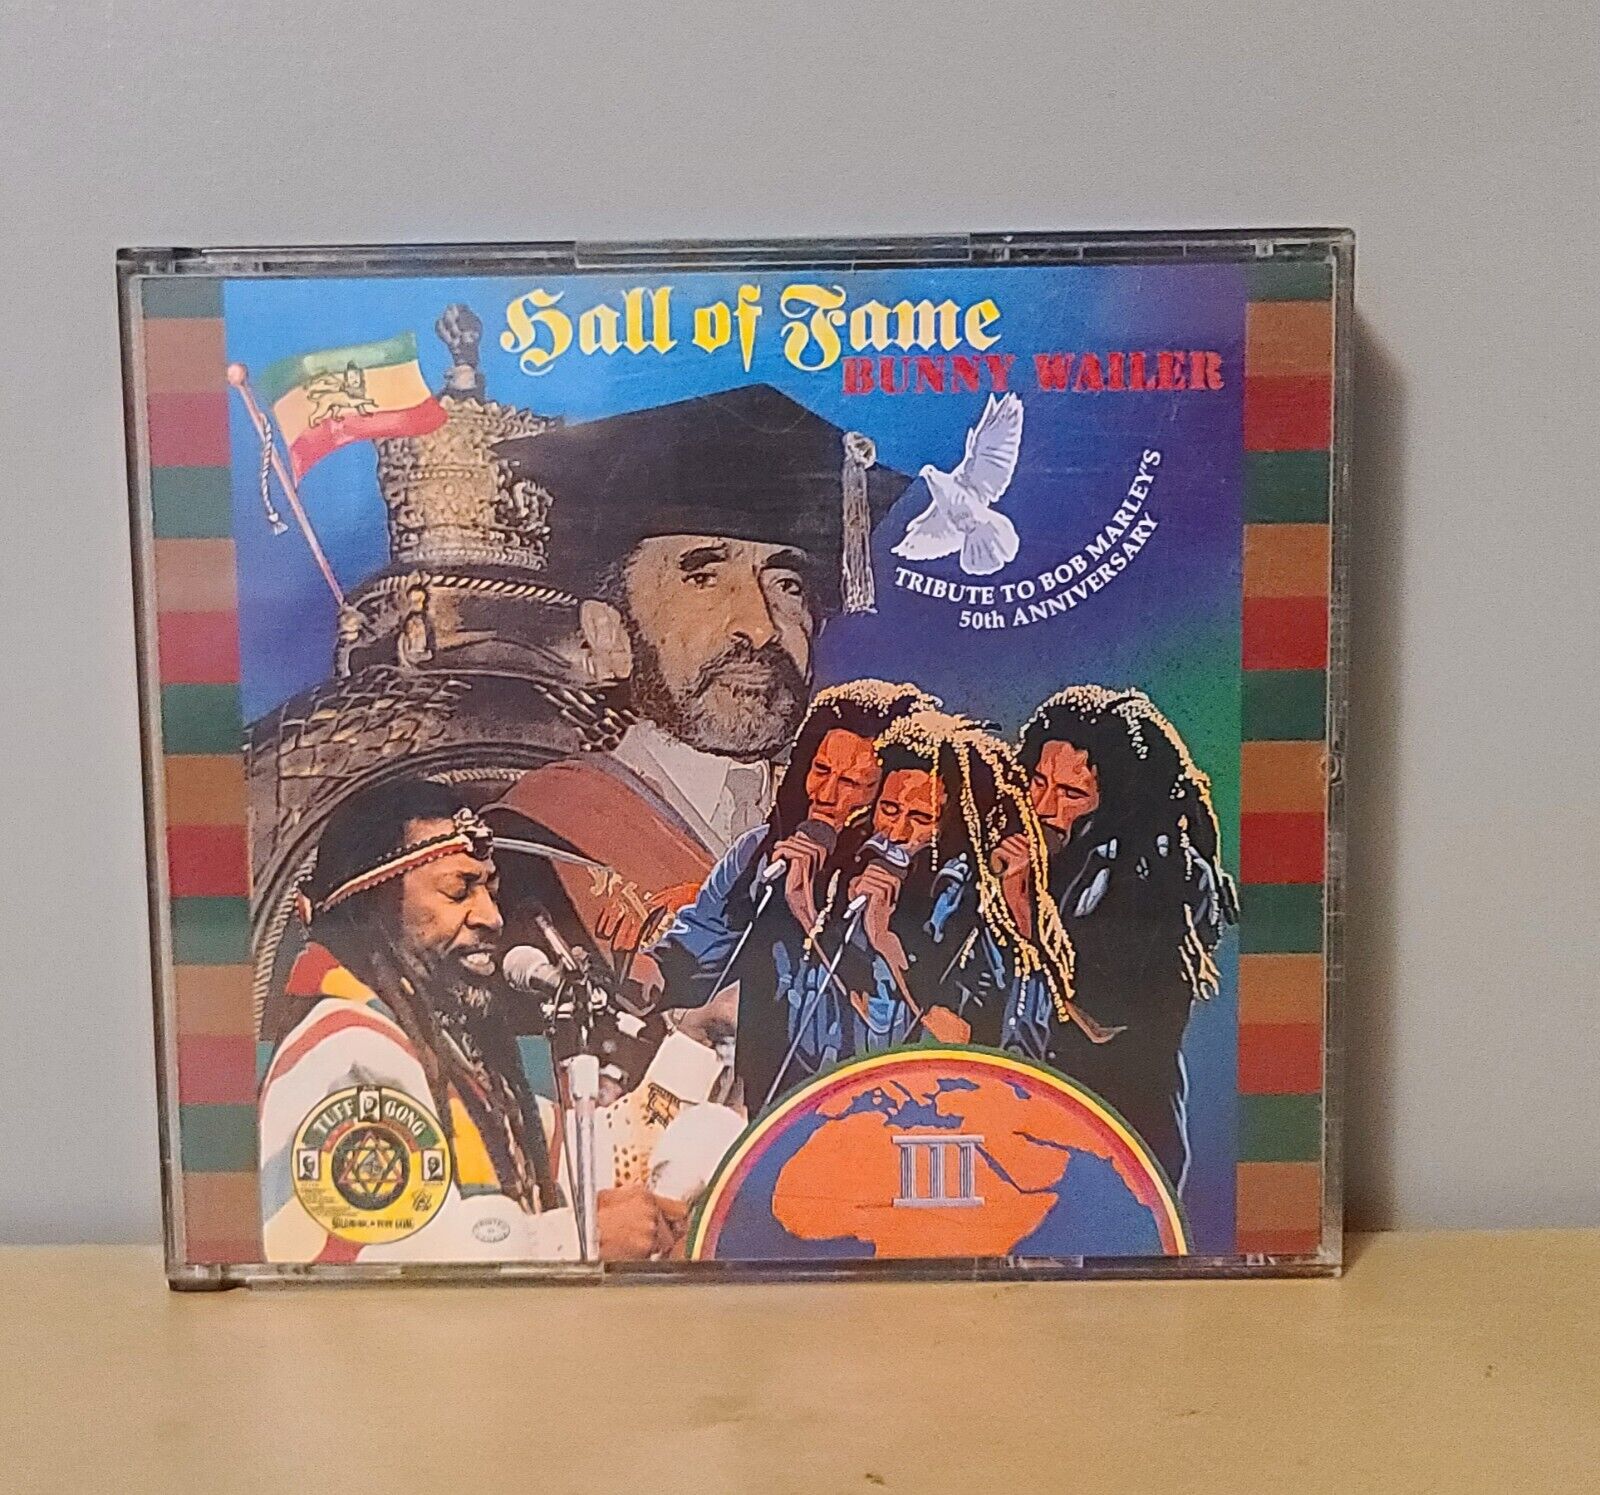 Hall of Fame
BUNNY WAILER
TRIBUTE TO BOB MARLEY'S
50th ANNIVERSARY
TUFF GONG
III